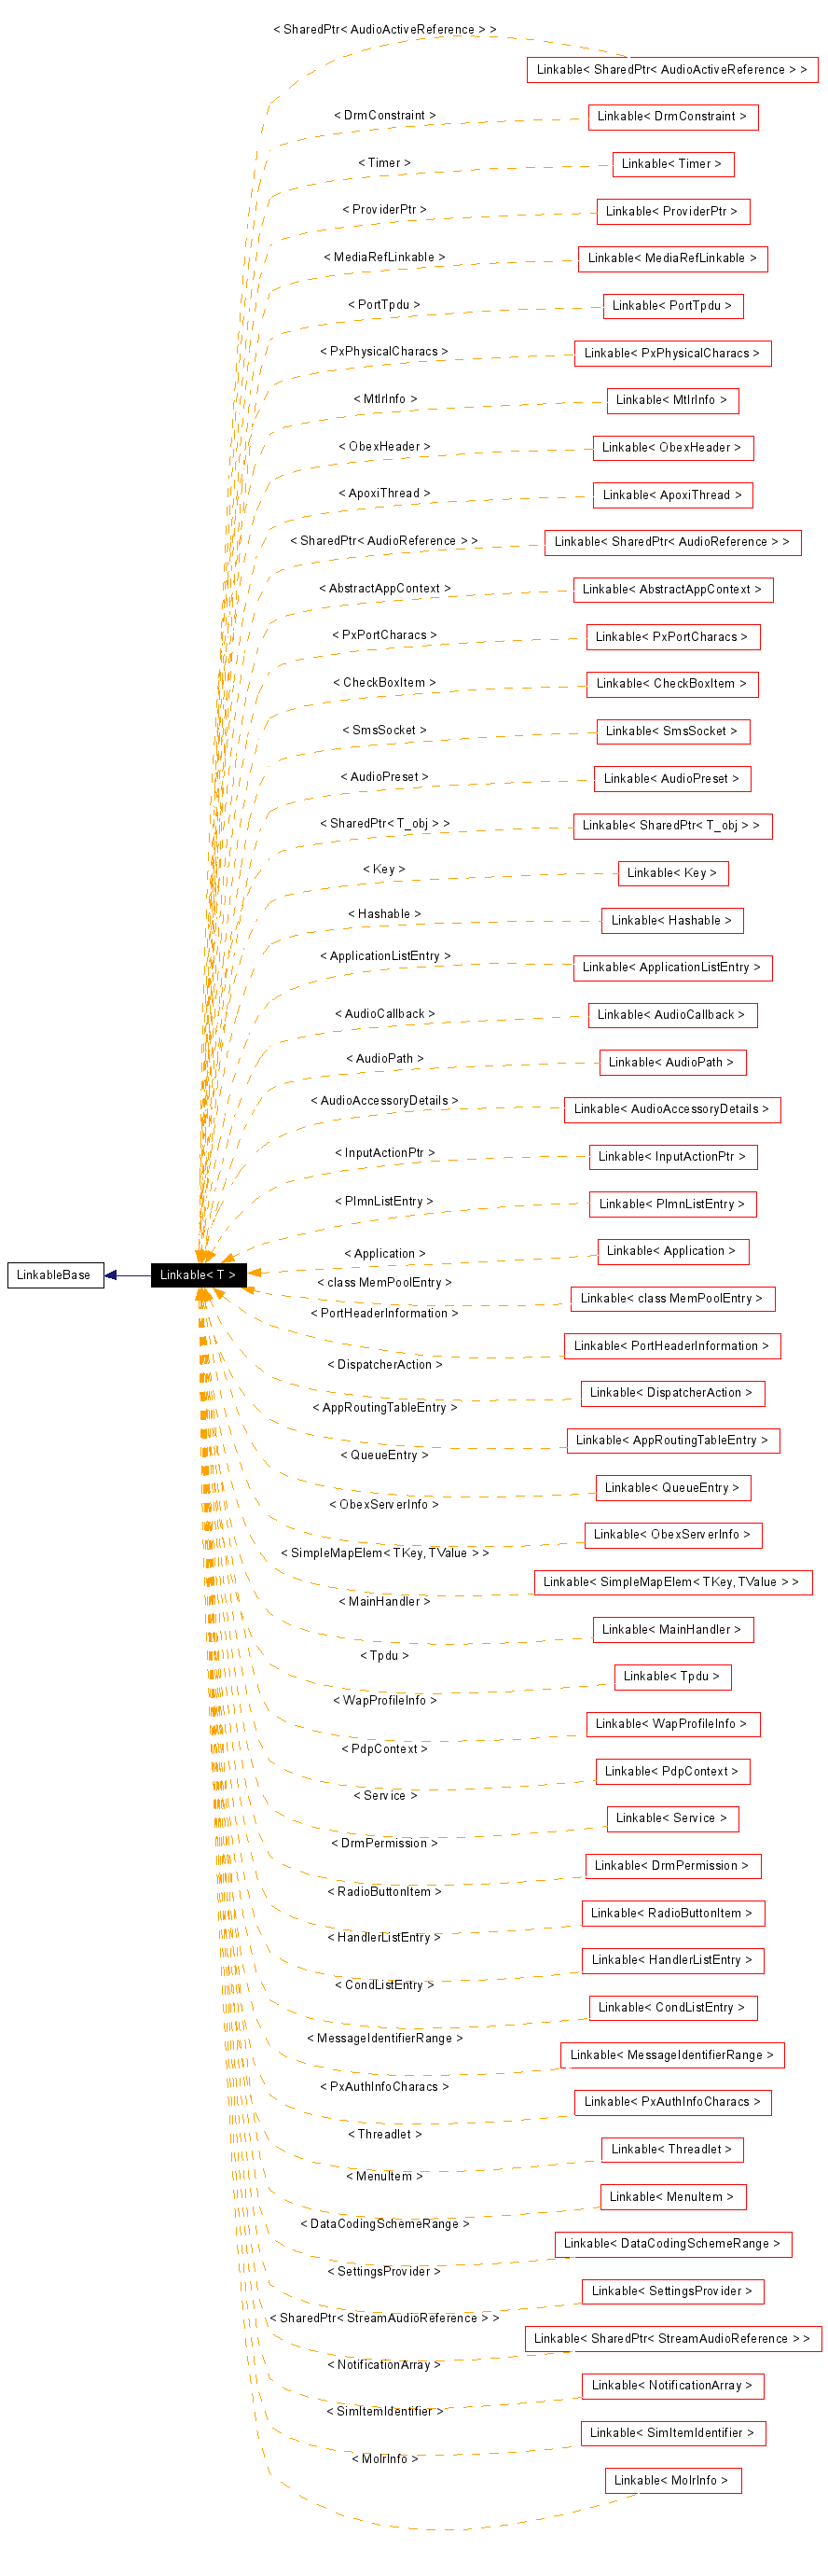 < SharedPtr< AudioActiveReference > >
Linkable< SharedPtr< AudioActiveReference > >
< DrmConstraint >
Linkable< DrmConstraint >
< Timer >
Linkable< Timer >
< ProviderPtr >
Linkable< ProviderPtr >
< MediaRefLinkable >
Linkable< MediaRefLinkable >
< PortTpdu >
Linkable< PortTpdu >
< PxPhysicalCharacs >
Linkable< PxPhysicalCharacs >
< MtlrInfo >
Linkable< MtlrInfo >
< ObexHeader >
Linkable< ObexHeader >
< ApoxiThread >
Linkable< ApoxiThread >
< SharedPtr< AudioReference > >
Linkable< SharedPtr< AudioReference > >
< AbstractAppContext >
Linkable< AbstractAppContext >
< PxPortCharacs >
Linkable< PxPortCharacs >
< CheckBoxItem >
Linkable< CheckBoxItem >
< SmsSocket >
Linkable< SmsSocket >
< AudioPreset >
Linkable< AudioPreset >
< SharedPtr< T_obj > >
Linkable< SharedPtr< T_obj > >
< Key >
Linkable< Key >
< Hashable >
Linkable< Hashable >
< ApplicationListEntry >
Linkable< ApplicationListEntry >
< AudioCallback >
Linkable< AudioCallback >
< AudioPath >
Linkable< AudioPath >
< AudioAccessoryDetails >
Linkable< AudioAccessoryDetails >
< InputActionPtr >
Linkable< InputActionPtr >
< PlmnListEntry >
Linkable< PlmnListEntry >
< Application >
Linkable< Application >
LinkableBase
Linkable< T >
< class MemPoolEntry >
Linkable< class MemPoolEntry >
< PortHeaderInformation >
Linkable< PortHeaderInformation >
< DispatcherAction >
Linkable< DispatcherAction >
< AppRoutingTableEntry >
Linkable< AppRoutingTableEntry >
< QueueEntry >
Linkable< QueueEntry >
< ObexServerInfo >
Linkable< ObexServerInfo >
< SimpleMapElem< TKey, TValue > >
Linkable< SimpleMapElem< TKey, TValue > >
< MainHandler >
Linkable< MainHandler >
< Tpdu >
Linkable< Tpdu >
< WapProfileInfo >
Linkable< WapProfileInfo >
< PdpContext >
Linkable< PdpContext >
< Service >
Linkable< Service >
< DrmPermission >
Linkable< DrmPermission >
< RadioButtonItem >
Linkable< RadioButtonItem >
< HandlerListEntry >
Linkable< HandlerListEntry >
< CondListEntry >
Linkable< CondListEntry >
< MessageIdentifierRange >
Linkable< MessageIdentifierRange >
< PxAuthInfoCharacs >
Linkable< PxAuthInfoCharacs >
< Threadlet >
Linkable< Threadlet >
< MenuItem >
Linkable< MenuItem >
< DataCodingSchemeRange >
Linkable< DataCodingSchemeRange >
< SettingsProvider >
Linkable< SettingsProvider >
< SharedPtr< StreamAudioReference > >
Linkable< SharedPtr< StreamAudioReference > >
< NotificationArray >
Linkable< NotificationArray >
< SimItemIdentifier >
Linkable< SimItemIdentifier >
< MolrInfo >
Linkable< MolrInfo >